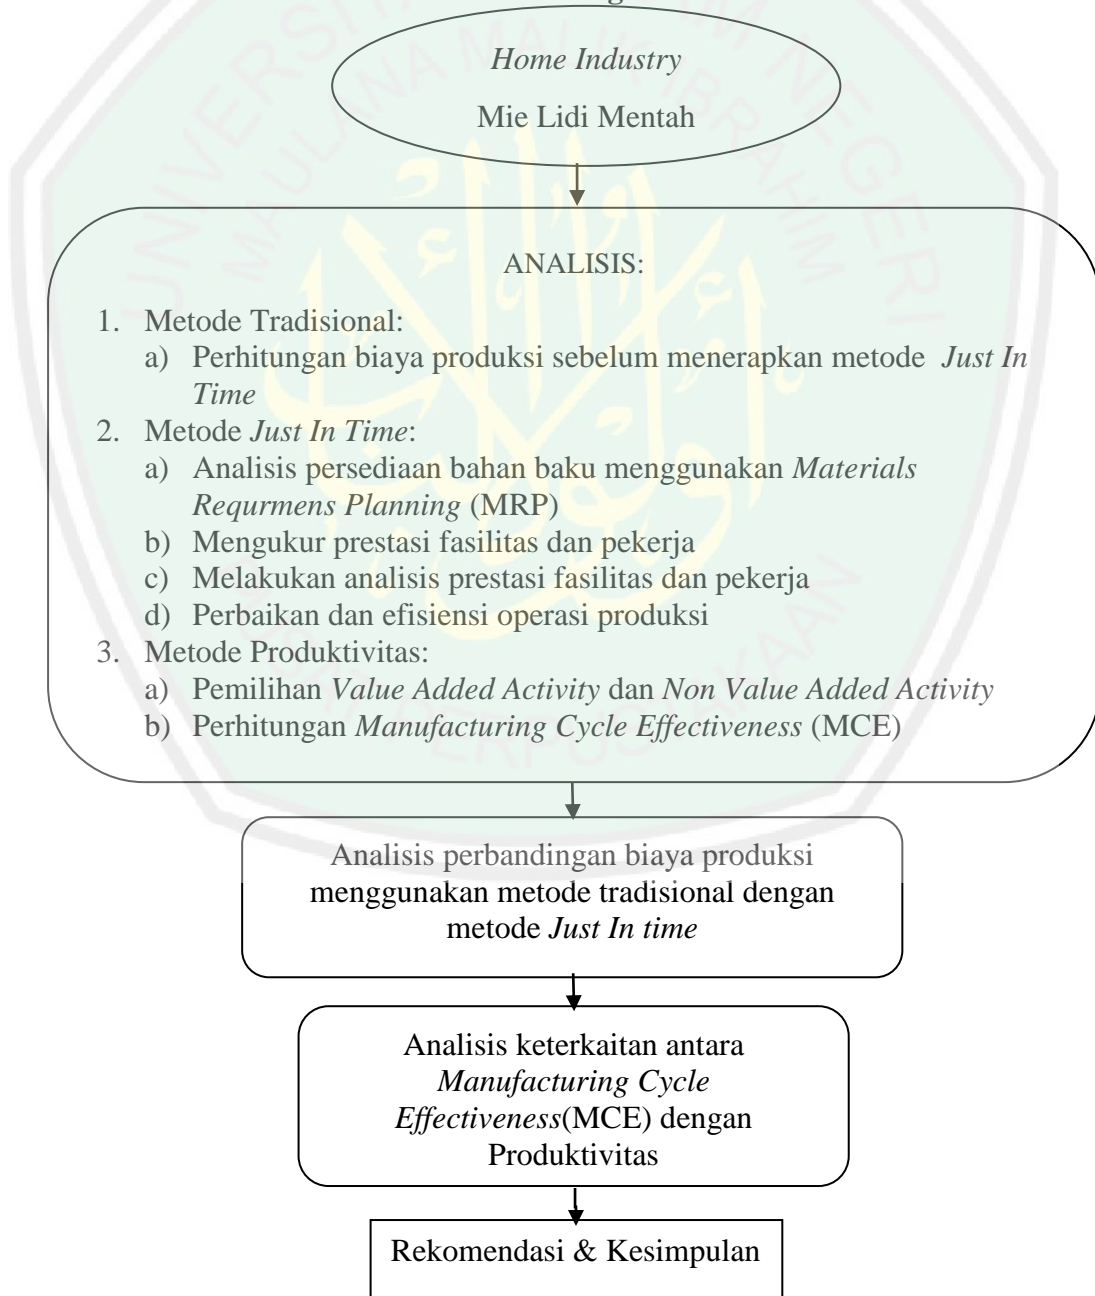 Home Industry
Mie Lidi Mentah
ANALISIS:
1. Metode Tradisional:
a) Perhitungan biaya produksi sebelum menerapkan metode Just In
Time
2. Metode Just In Time:
a) Analisis persediaan bahan baku menggunakan Materials
Requrmens Planning (MRP)
b) Mengukur prestasi fasilitas dan pekerja
c) Melakukan analisis prestasi fasilitas dan pekerja
d) Perbaikan dan efisiensi operasi produksi
3. Metode Produktivitas:
a) Pemilihan Value Added Activity dan Non Value Added Activity
b) Perhitungan Manufacturing Cycle Effectiveness (MCE)
Analisis perbandingan biaya produksi
menggunakan metode tradisional dengan
metode Just In time
Analisis keterkaitan antara
Manufacturing Cycle
Effectiveness(MCE) dengan
Produktivitas
Rekomendasi & Kesimpulan